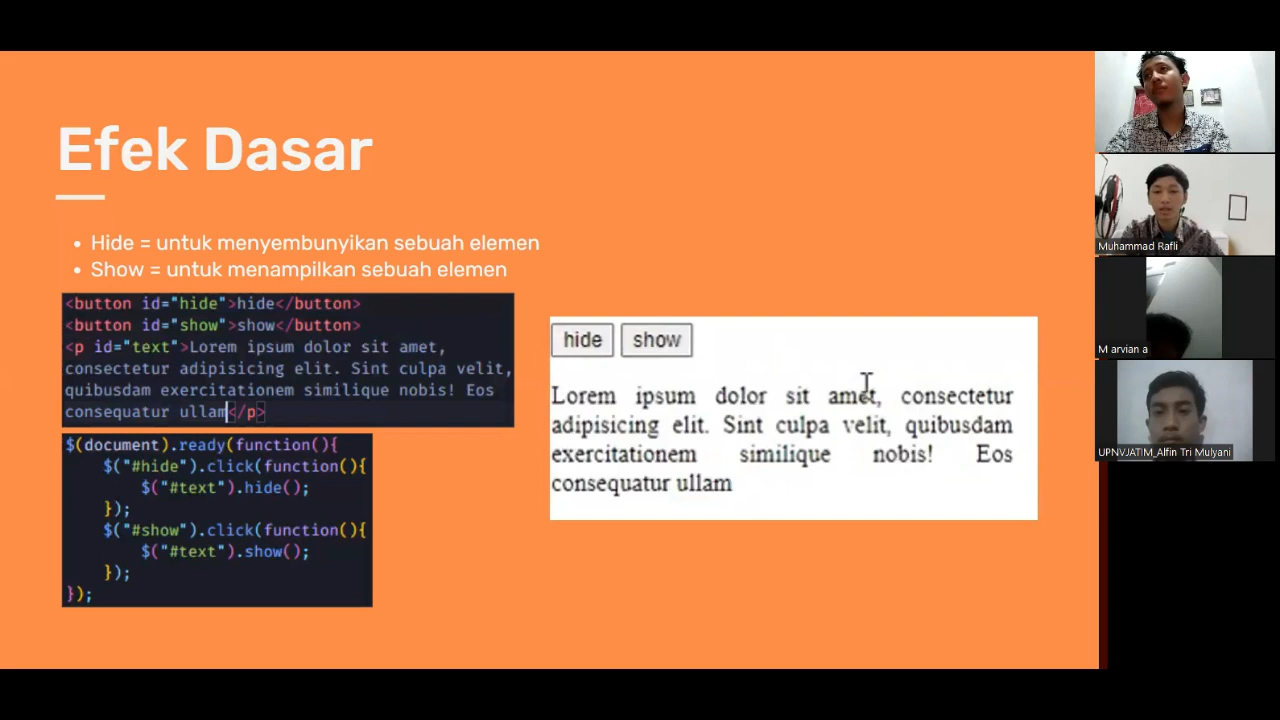 Efek Dasar
• Hide = untuk menyembunyikan sebuah elemen
• Show = untuk menampilkan sebuah elemen
<button id="hide">hide</button>
<button id="show">show</button>
<p id="text">Lorem ipsum dolor sit amet,
consectetur adipisicing elit. Sint culpa velit,
quibusdam exercitationem similique nobis! Eos
consequatur ullam</p>
$(document).ready(function(){
    $("#hide").click(function(){
        $("#text").hide();
    });
    $("#show").click(function(){
        $("#text").show();
    });
});
hide show
Lorem ipsum dolor sit amet, consectetur
adipisicing elit. Sint culpa velit, quibusdam
exercitationem similique nobis! Eos
consequatur ullam
Muhammad Rafli
M arvian a
UPNVJATIM_Alfin Tri Mulyani